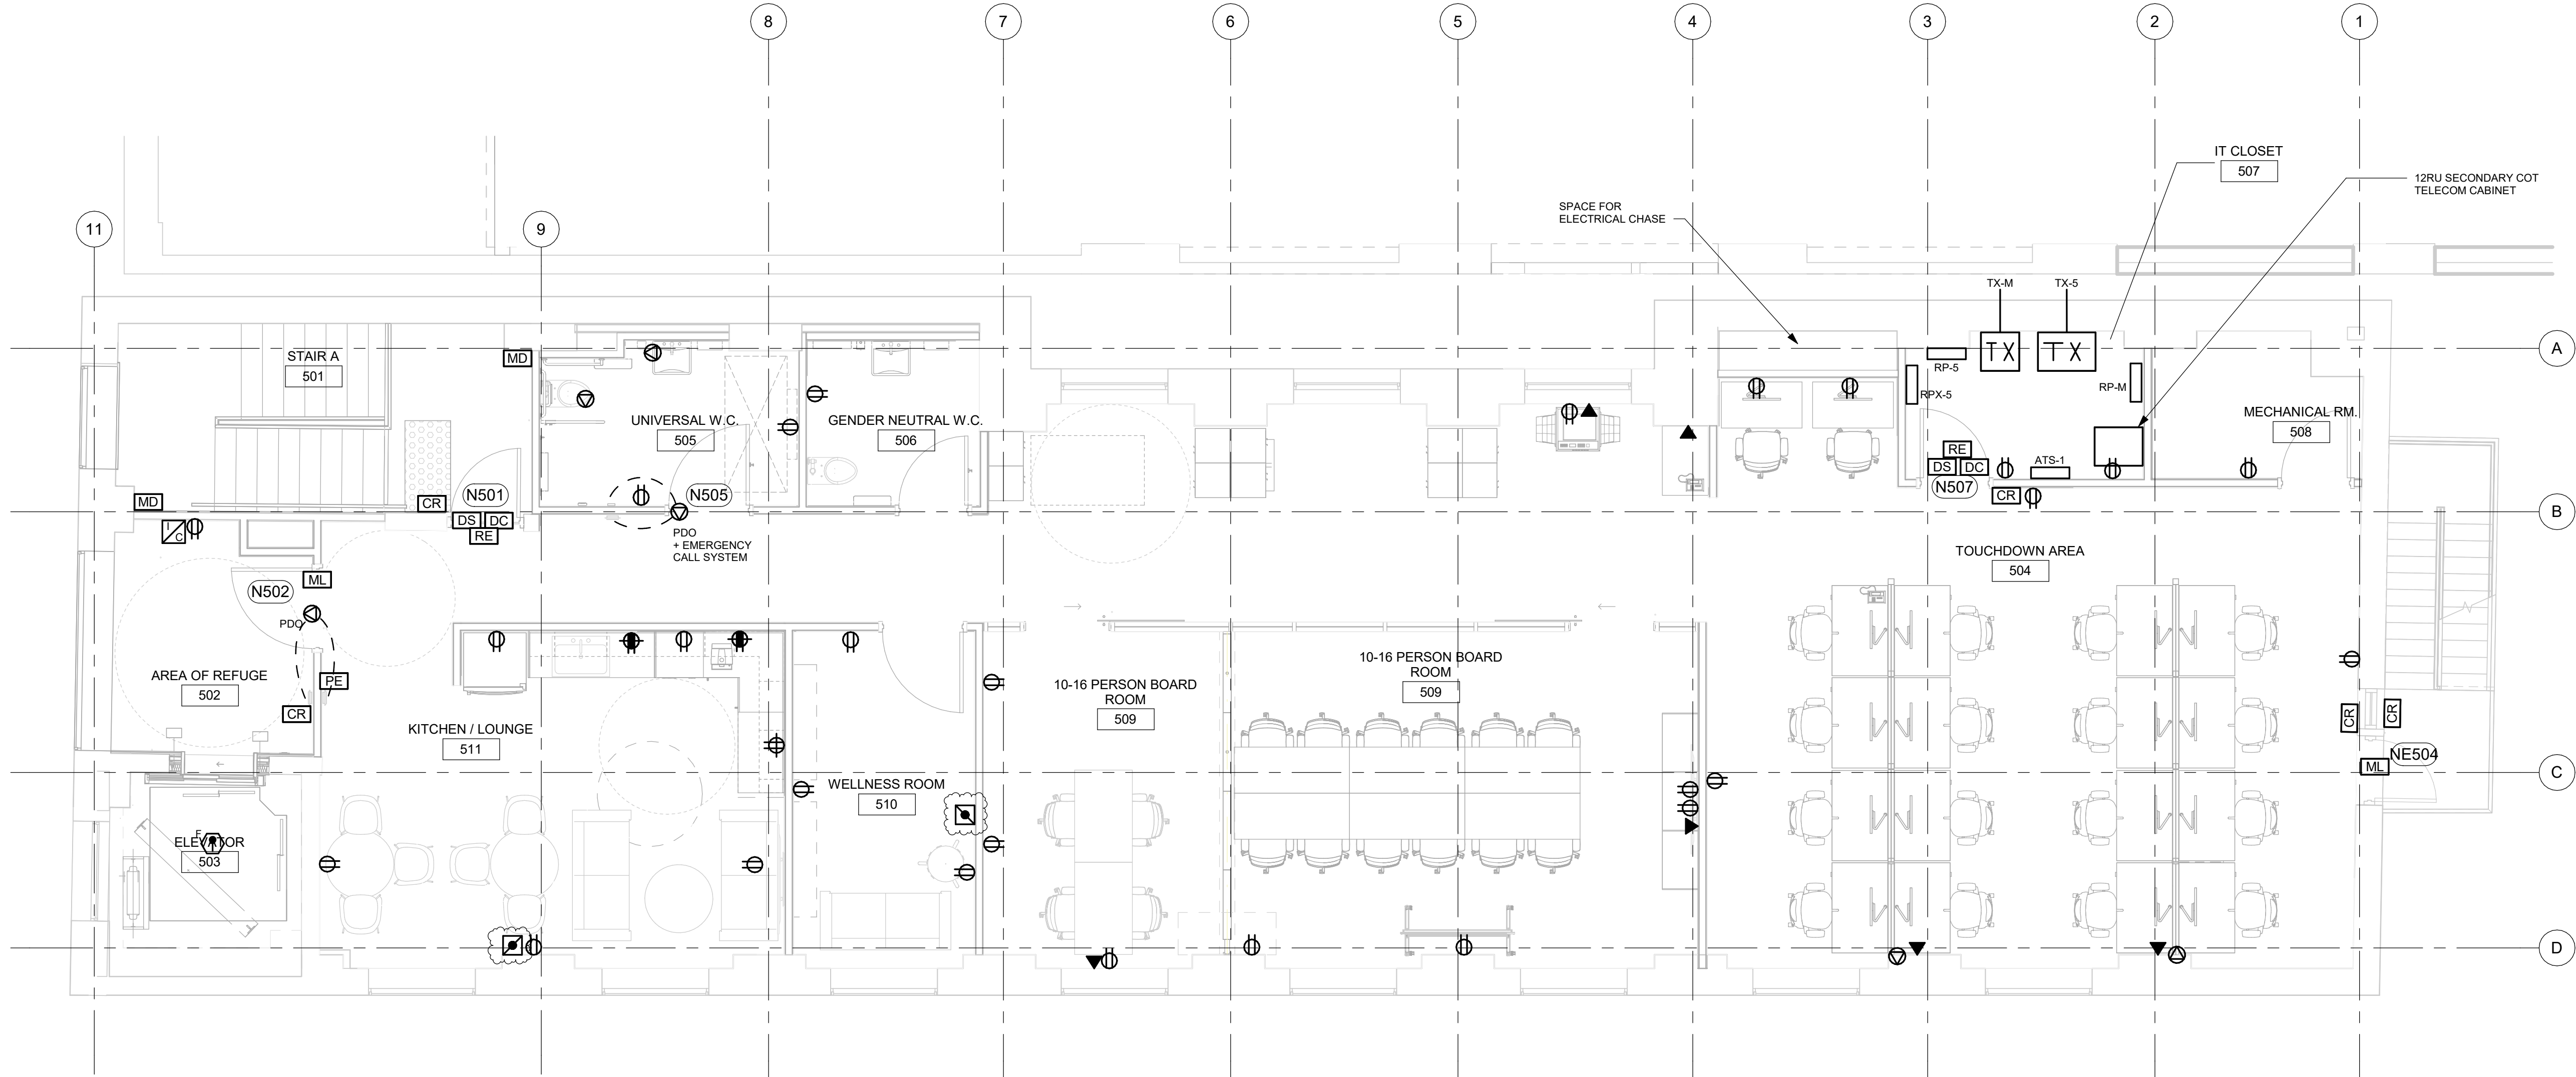 8
7
6
5
4
3
2
1
11
9
IT CLOSET
507
12RU SECONDARY COT
TELECOM CABINET
SPACE FOR
ELECTRICAL CHASE
TX-M
TX-5
STAIR A
501
MD
A
TX
TX
RP-5
RPX-5
RP-M
UNIVERSAL W.C.
505
GENDER NEUTRAL W.C.
506
MECHANICAL RM.
508
RE
DS
DC
ATS-1
N507
CR
MD
CR
N501
N505
DS
DC
RE
I
C
B
PDO
+ EMERGENCY
CALL SYSTEM
TOUCHDOWN AREA
504
ML
N502
PDO
AREA OF REFUGE
502
PE
CR
10-16 PERSON BOARD
ROOM
509
10-16 PERSON BOARD
ROOM
509
KITCHEN / LOUNGE
511
CR
CR
NE504
ML
C
WELLNESS ROOM
510
F
ELEVATOR
503
D